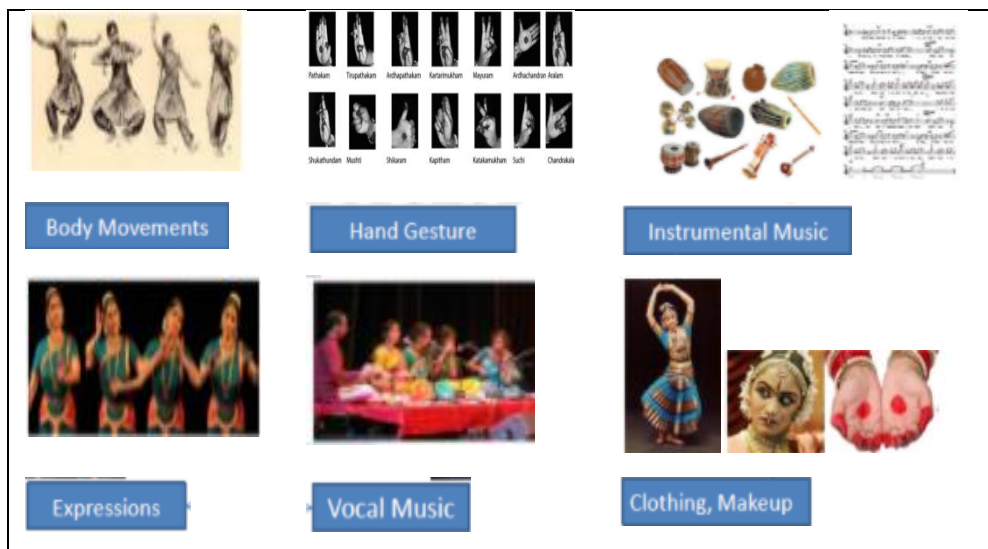 Pathakam Tirupathakam Ardhapathakam Kartarimukham Mayuram Ardhachandran Aralam
Shukathundam Mushti Shikaram Kapitham Katakamukham Suchi Chandrakala
Body Movements
Hand Gesture
Instrumental Music
Expressions
Vocal Music
Clothing, Makeup